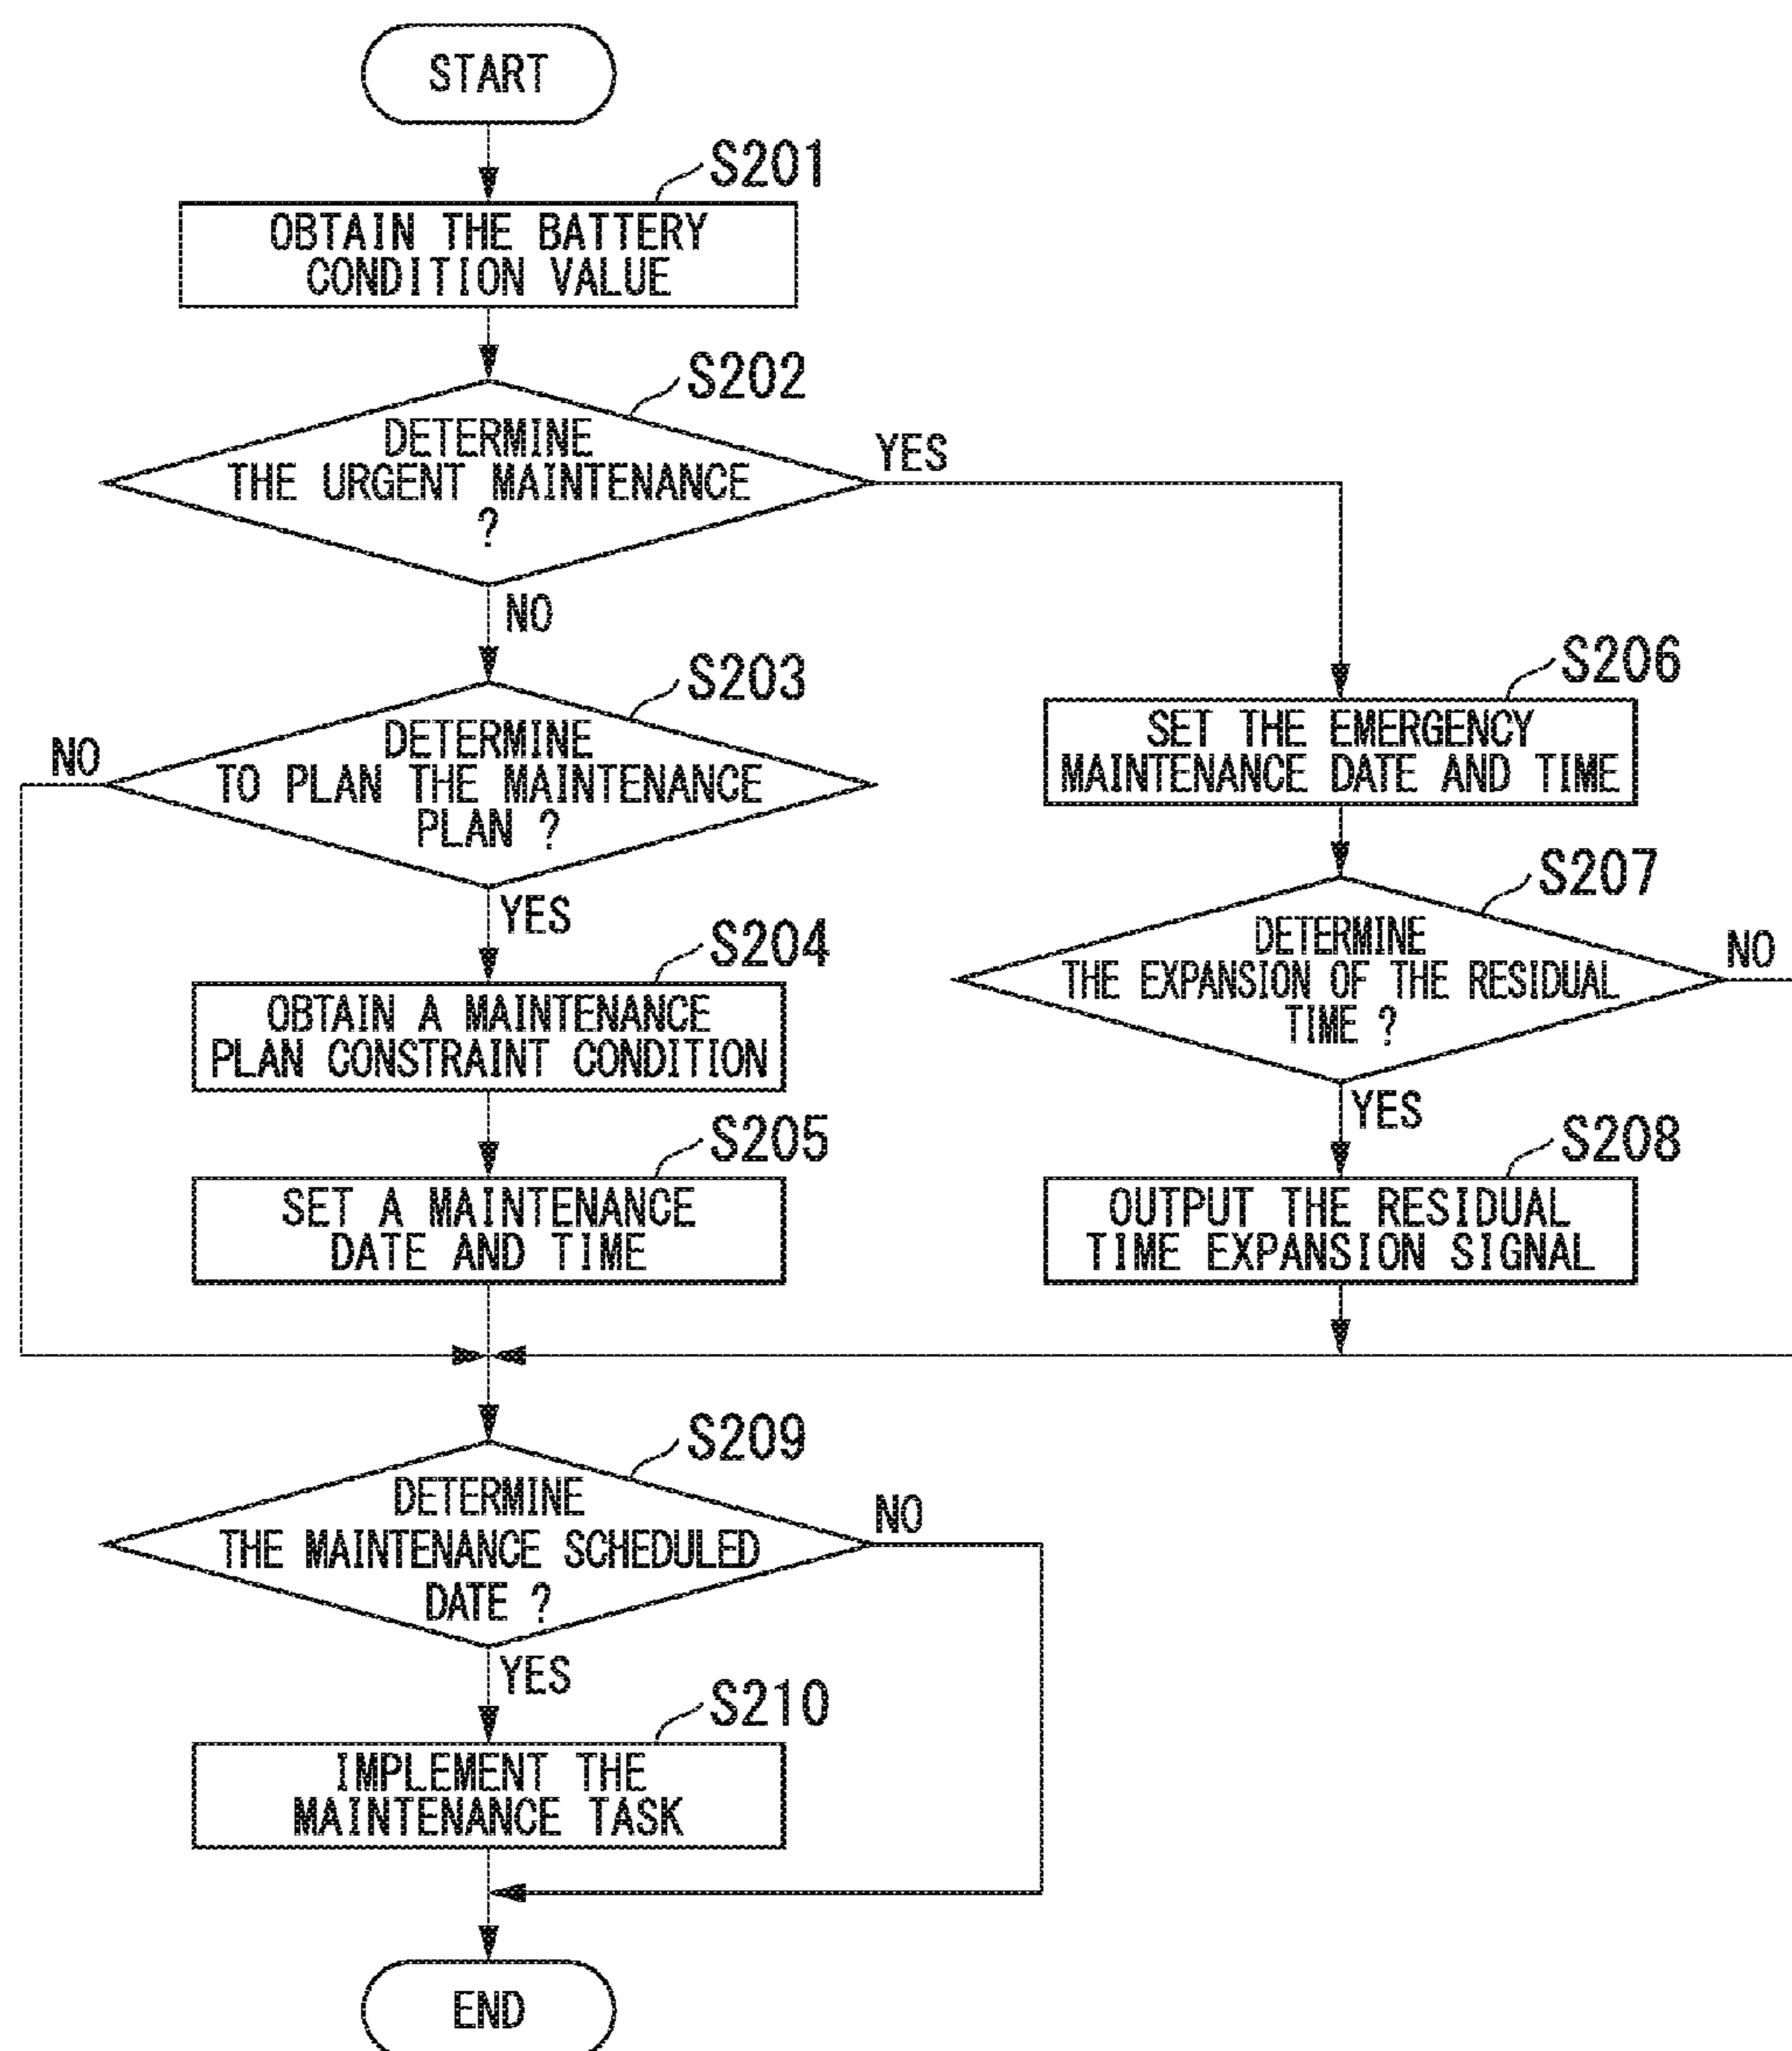 START
S201
OBTAIN THE BATTERY
CONDITION VALUE
S202
DETERMINE
THE URGENT MAINTENANCE
?
YES
NO
S203
DETERMINE
TO PLAN THE MAINTENANCE
PLAN ?
NO
YES
S204
OBTAIN A MAINTENANCE
PLAN CONSTRAINT CONDITION
S205
SET A MAINTENANCE
DATE AND TIME
S206
SET THE EMERGENCY
MAINTENANCE DATE AND TIME
S207
DETERMINE
THE EXPANSION OF THE RESIDUAL
TIME ?
NO
YES
S208
OUTPUT THE RESIDUAL
TIME EXPANSION SIGNAL
S209
DETERMINE
THE MAINTENANCE SCHEDULED
DATE ?
NO
YES
S210
IMPLEMENT THE
MAINTENANCE TASK
END